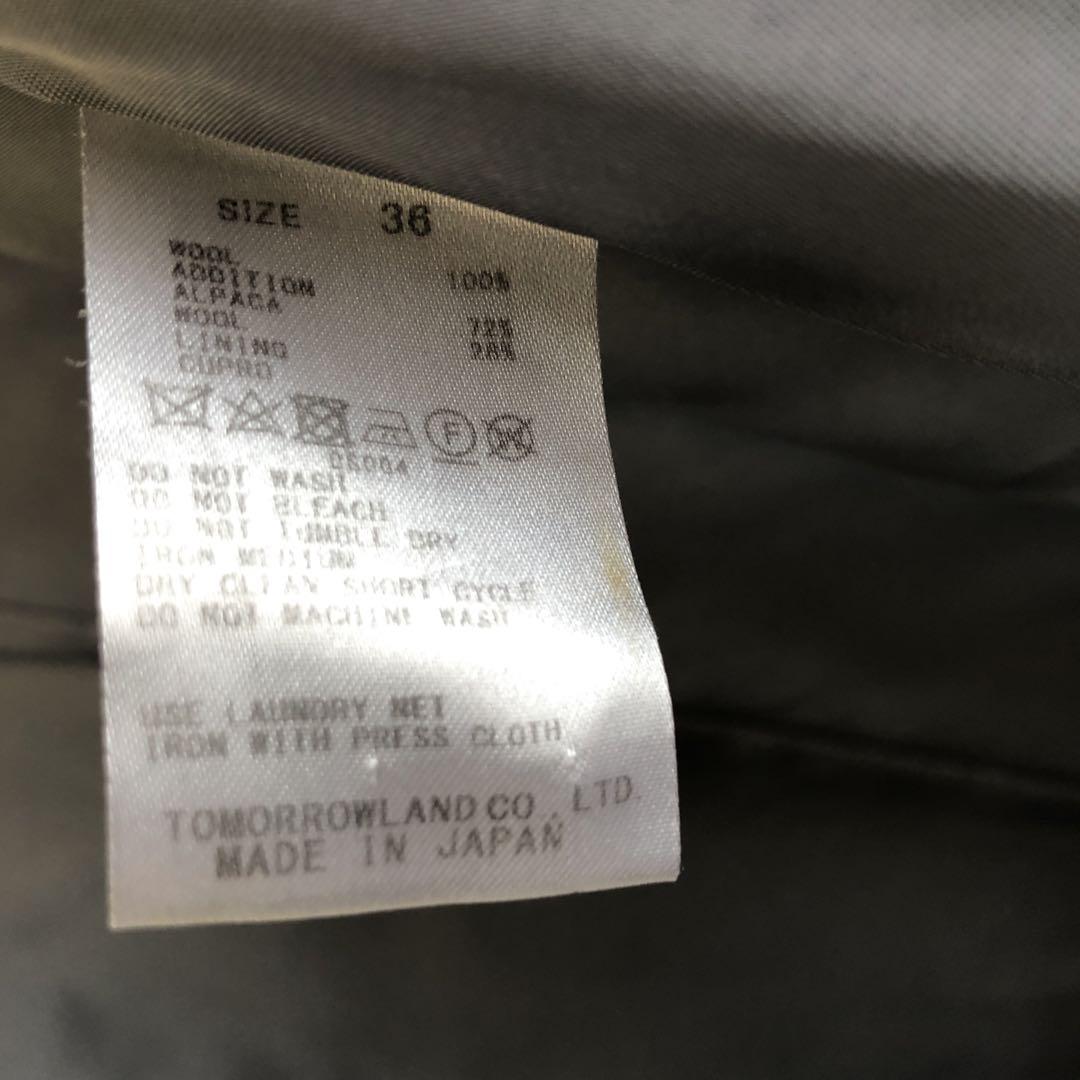 SIZE 36
WOOL 100%
ADDITION
ALPACA 72%
WOOL 28%
LINING
CUPRO
F
DK004
DO NOT WASH
DO NOT BLEACH
DO NOT TUMBLE DRY
IRON MEDIUM
DRY CLEAN SHORT CYCLE
DO NOT MACHINE WASH
USE LAUNDRY NET
IRON WITH PRESS CLOTH
TOMORROWLAND CO., LTD.
MADE IN JAPAN